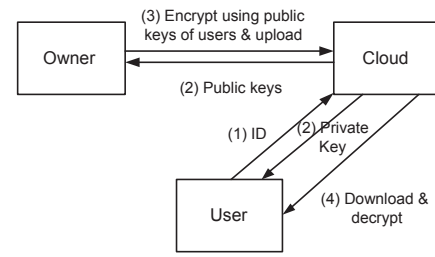 (3) Encrypt using public
keys of users & upload
Owner
Cloud
(2) Public keys
(1) ID
(2) Private
Key
(4) Download &
decrypt
User